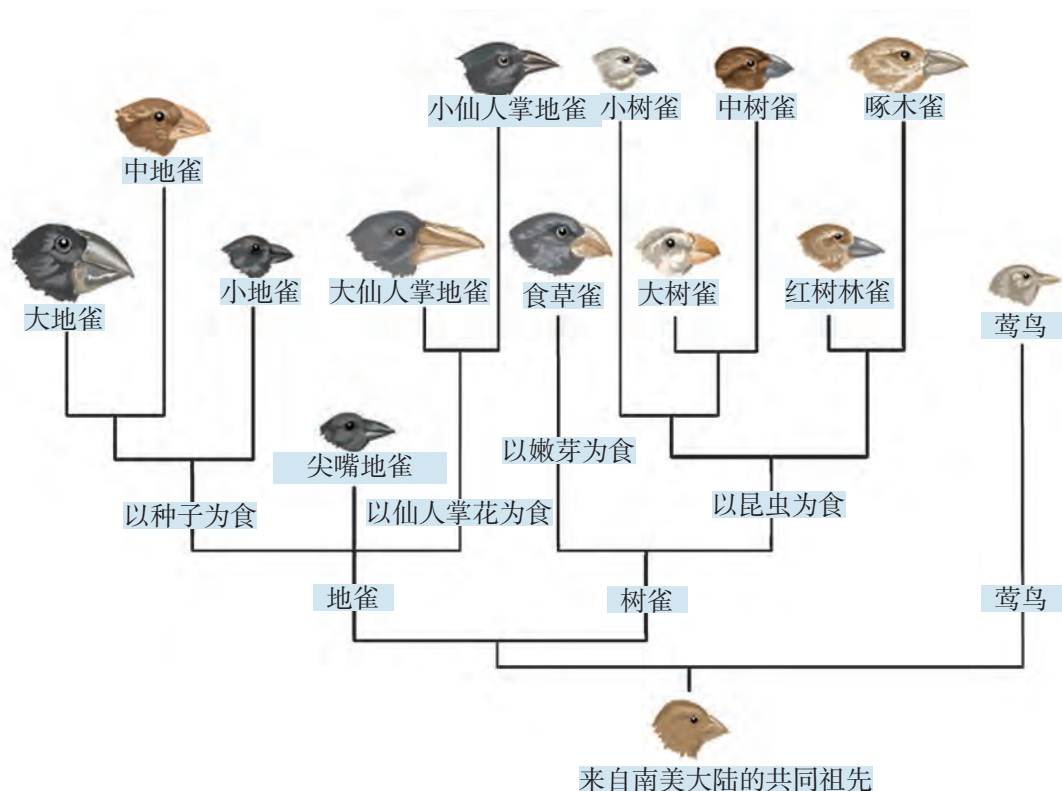 小仙人掌地雀
小树雀
中树雀
啄木雀
中地雀
大地雀
小地雀
大仙人掌地雀
食草雀
大树雀
红树林雀
莺鸟
尖嘴地雀
以嫩芽为食
以种子为食
以仙人掌花为食
以昆虫为食
地雀
树雀
莺鸟
来自南美大陆的共同祖先